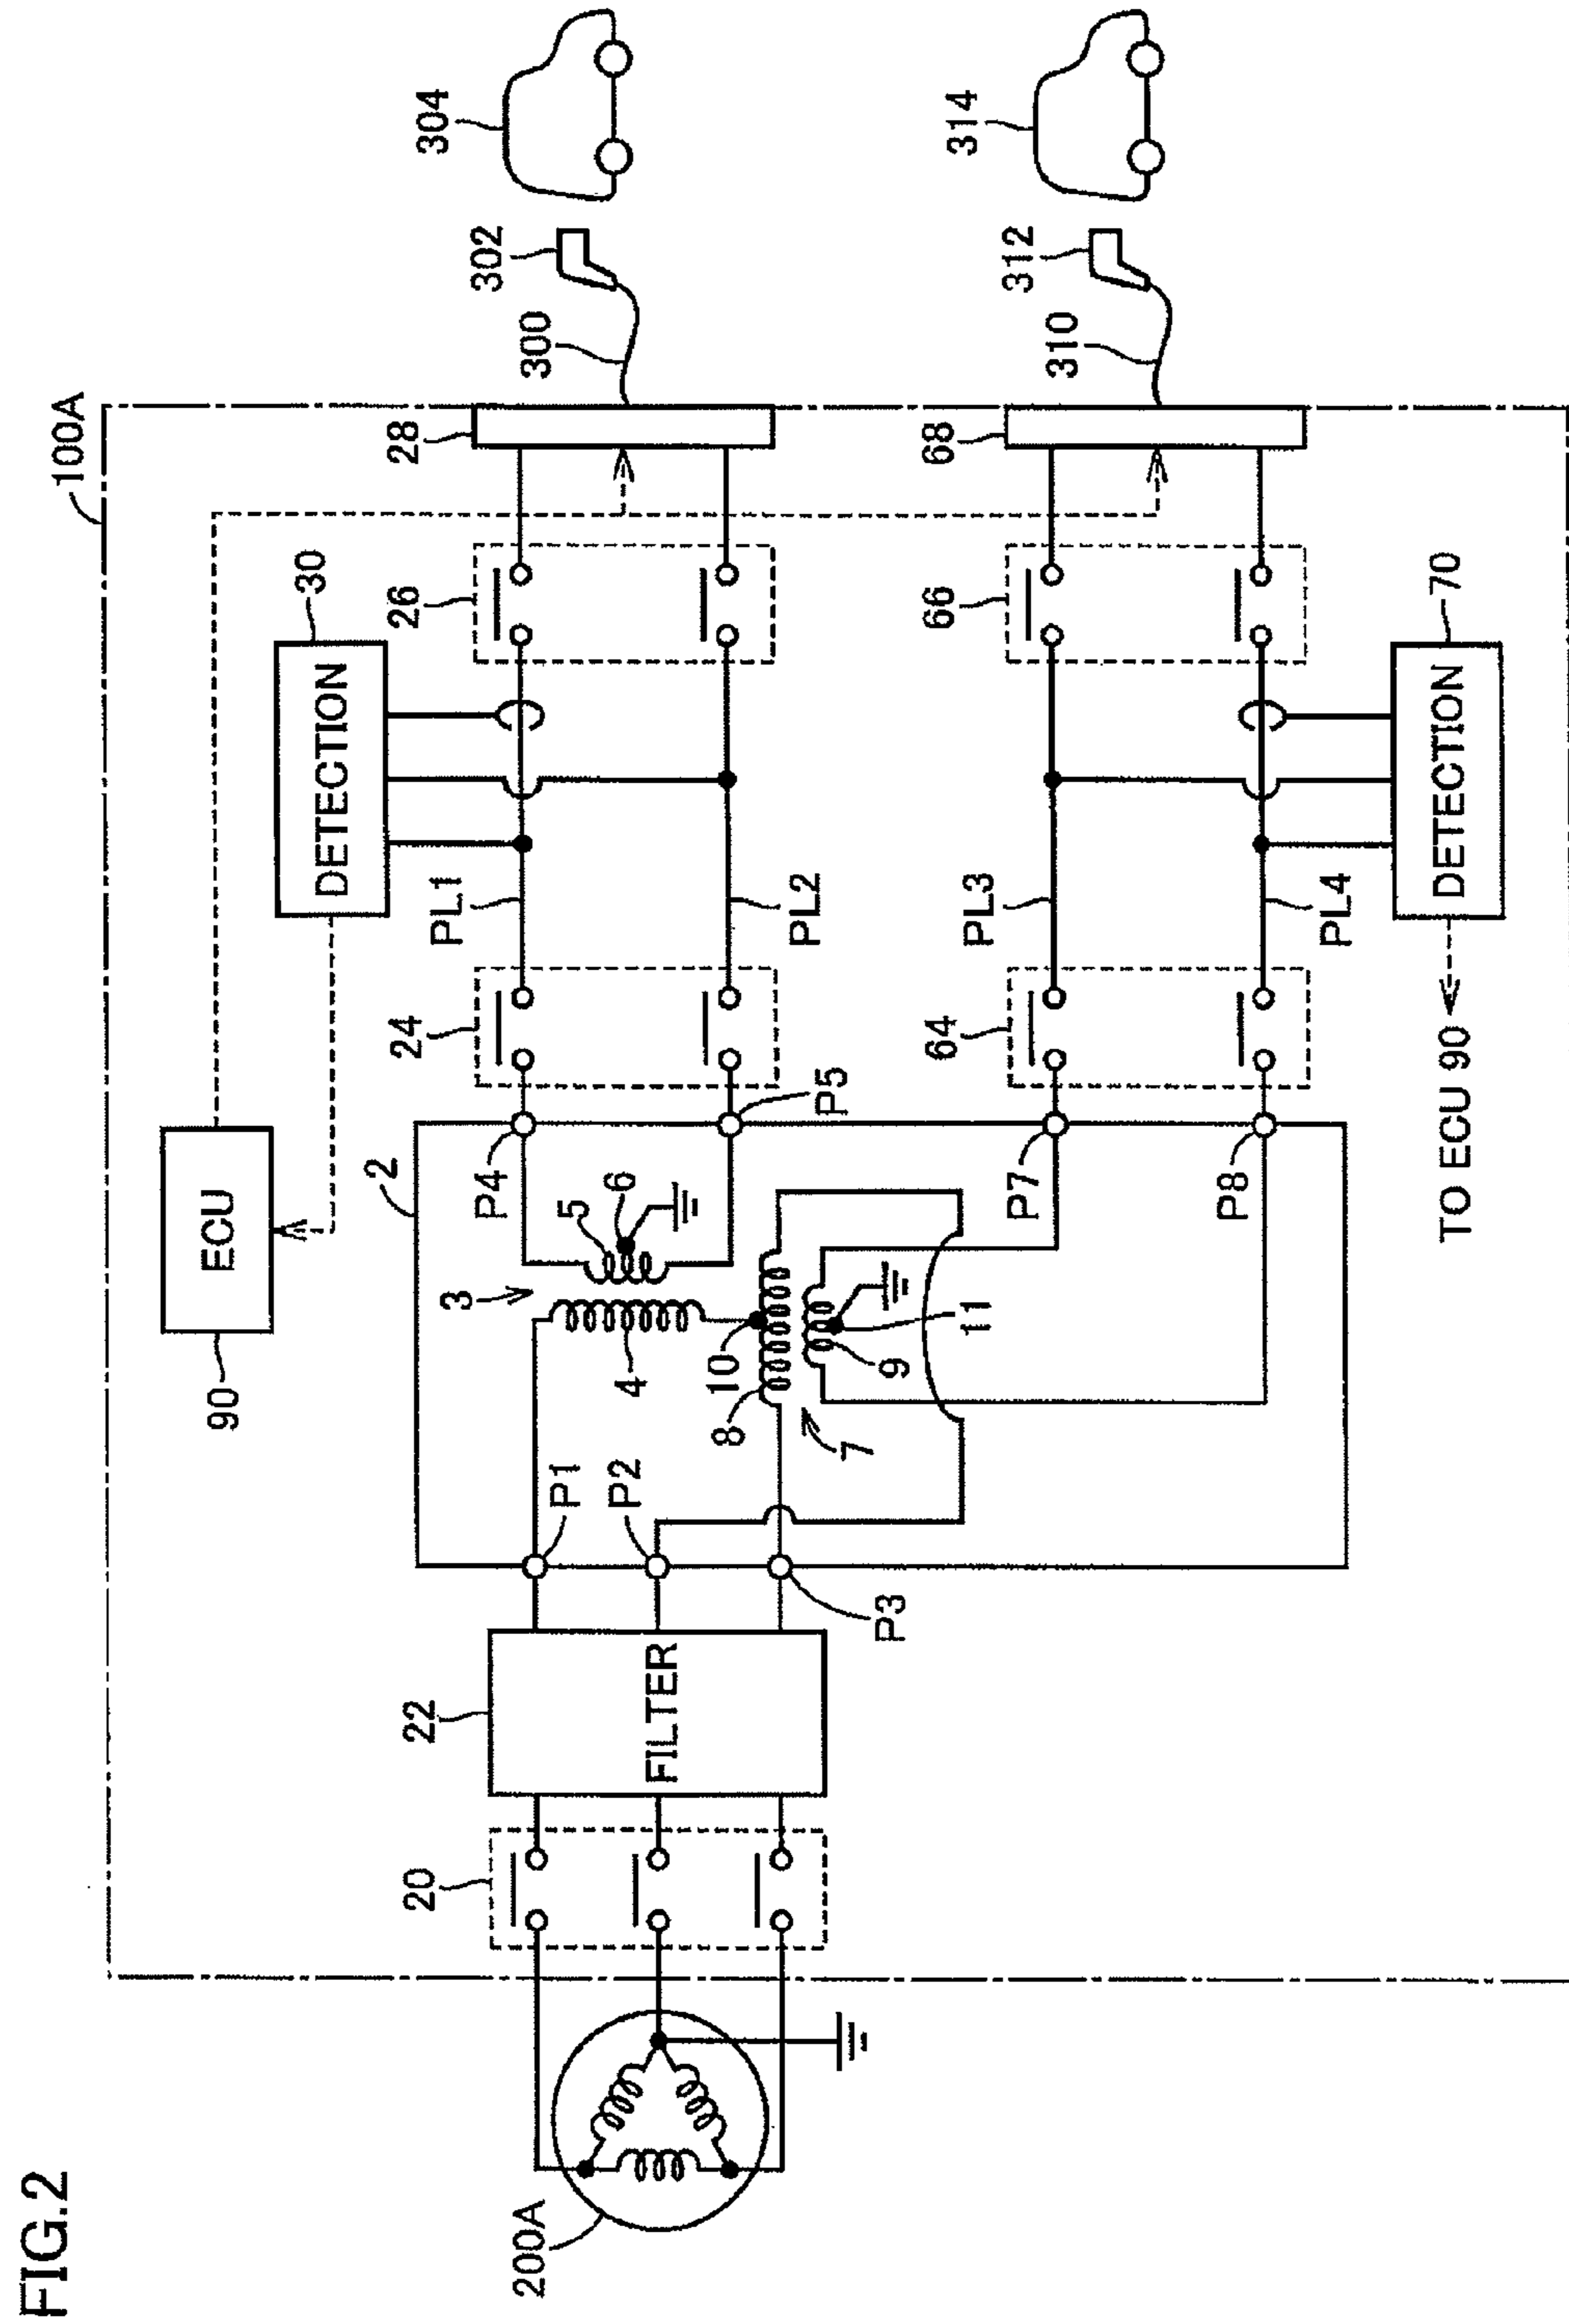 FIG.2
100A
ECU
90
DETECTION
30
304
302
300
28
26
24
PL1
PL2
2
P4
P5
3
5
6
4
10
8
7
9
11
P1
P2
P3
22
FILTER
20
200A
314
312
310
68
66
64
PL3
PL4
P7
P8
DETECTION
70
TO ECU 90